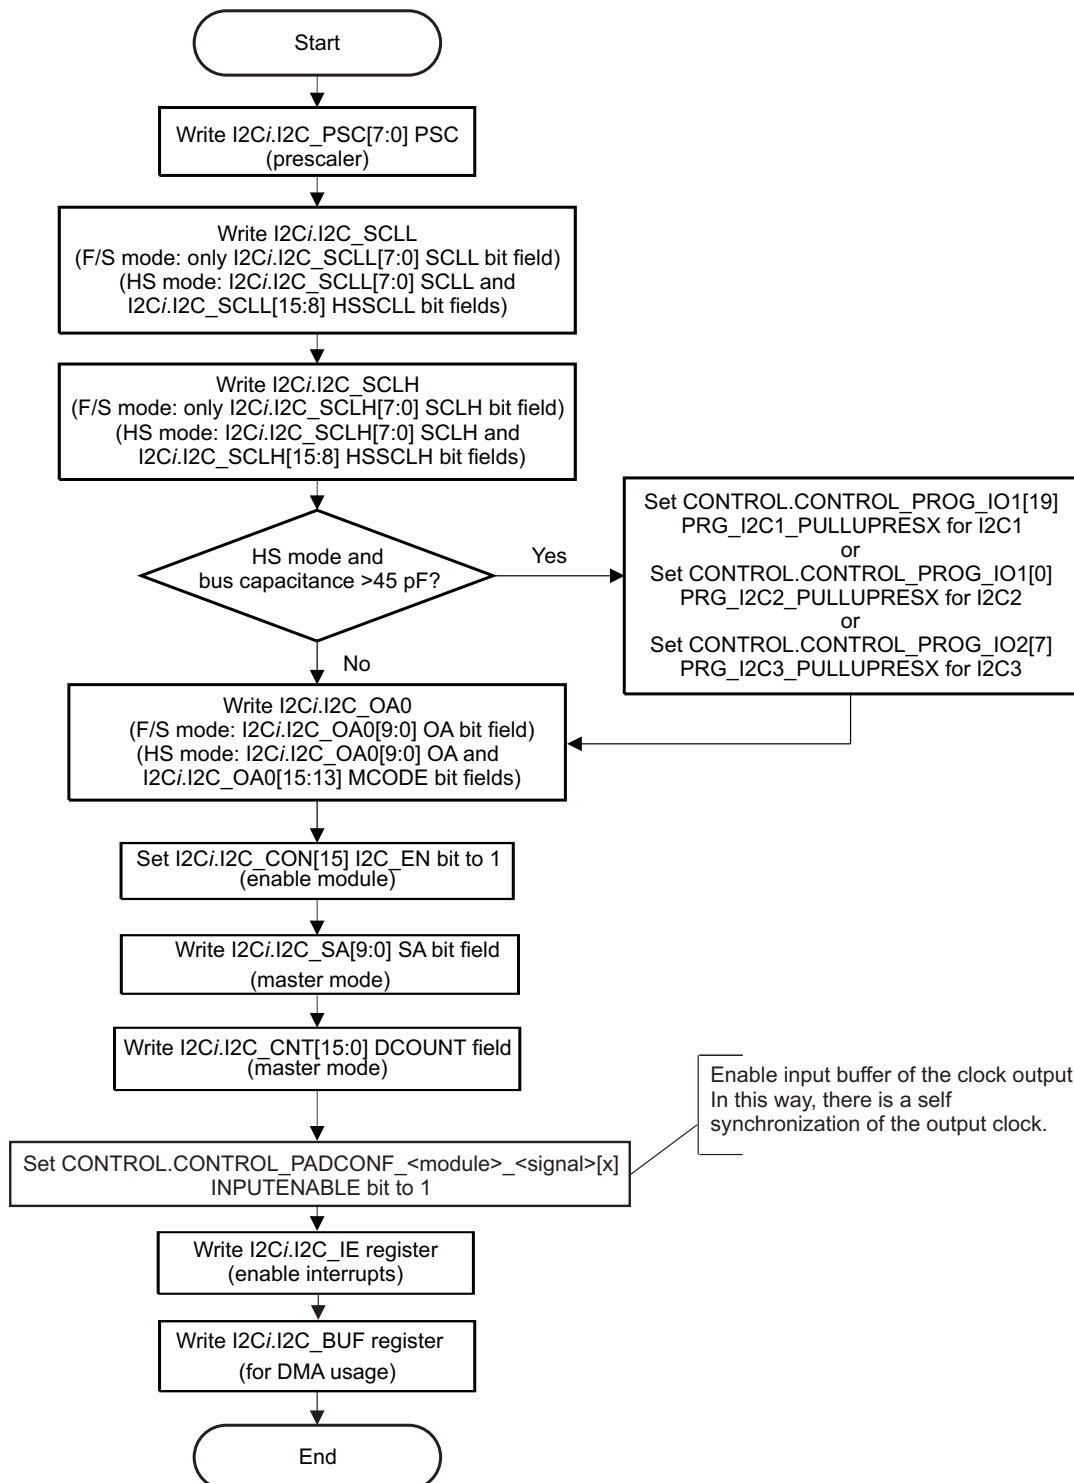 Start
Write I2Ci.I2C_PSC[7:0] PSC
(prescaler)
Write I2Ci.I2C_SCLL
(F/S mode: only I2Ci.I2C_SCLL[7:0] SCLL bit field)
(HS mode: I2Ci.I2C_SCLL[7:0] SCLL and
I2Ci.I2C_SCLL[15:8] HSSCLL bit fields)
Write I2Ci.I2C_SCLH
(F/S mode: only I2Ci.I2C_SCLH[7:0] SCLH bit field)
(HS mode: I2Ci.I2C_SCLH[7:0] SCLH and
I2Ci.I2C_SCLH[15:8] HSSCLH bit fields)
HS mode and
bus capacitance >45 pF?
Yes
Set CONTROL.CONTROL_PROG_IO1[19]
PRG_I2C1_PULLUPRESX for I2C1
or
Set CONTROL.CONTROL_PROG_IO1[0]
PRG_I2C2_PULLUPRESX for I2C2
or
Set CONTROL.CONTROL_PROG_IO2[7]
PRG_I2C3_PULLUPRESX for I2C3
No
Write I2Ci.I2C_OA0
(F/S mode: I2Ci.I2C_OA0[9:0] OA bit field)
(HS mode: I2Ci.I2C_OA0[9:0] OA and
I2Ci.I2C_OA0[15:13] MCODE bit fields)
Set I2Ci.I2C_CON[15] I2C_EN bit to 1
(enable module)
Write I2Ci.I2C_SA[9:0] SA bit field
(master mode)
Write I2Ci.I2C_CNT[15:0] DCOUNT field
(master mode)
Enable input buffer of the clock output
In this way, there is a self
synchronization of the output clock.
Set CONTROL.CONTROL_PADCONF_<module>_<signal>[x]
INPUTENABLE bit to 1
Write I2Ci.I2C_IE register
(enable interrupts)
Write I2Ci.I2C_BUF register
(for DMA usage)
End